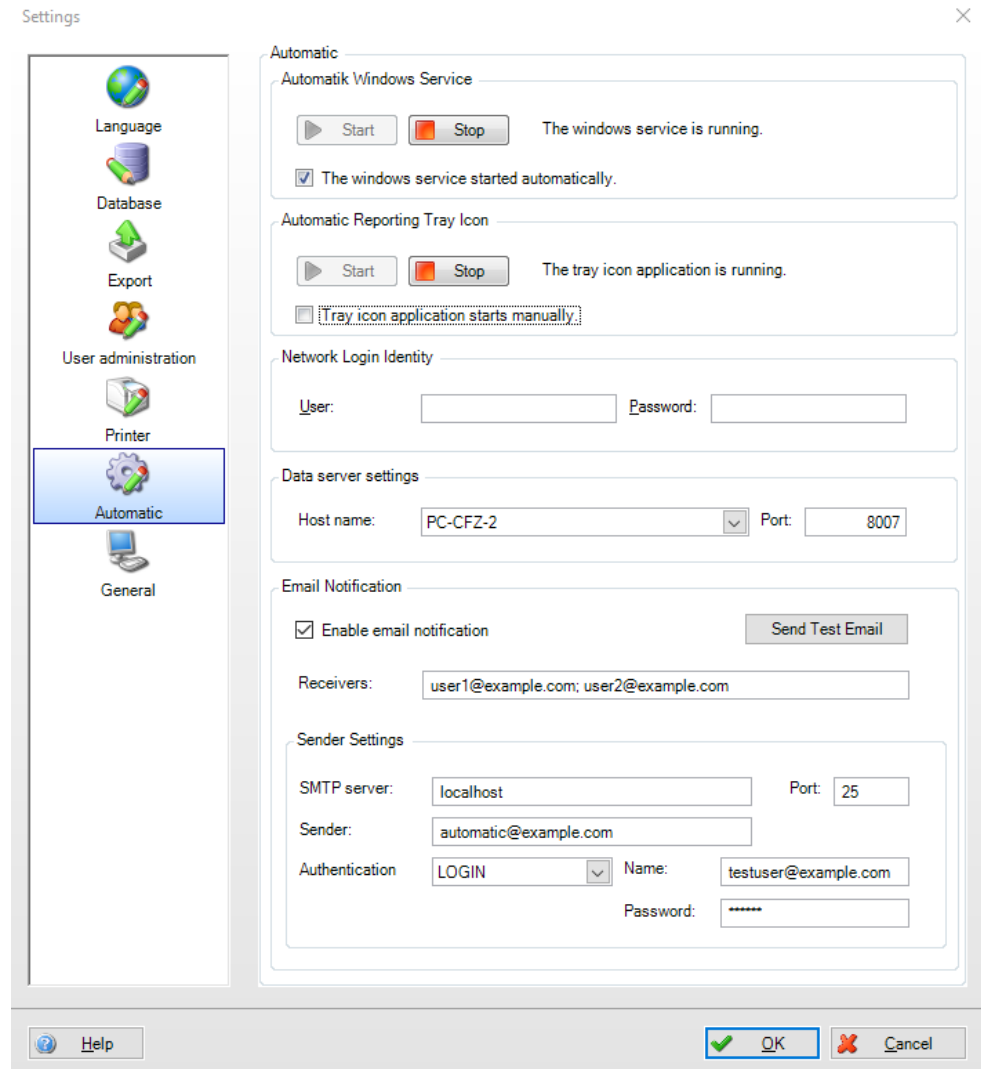 Settings
Language
Database
Export
User administration
Printer
Automatic
General
Automatic
Automatik Windows Service
Start Stop The windows service is running.
The windows service started automatically.
Automatic Reporting Tray Icon
Start Stop The tray icon application is running.
Tray icon application starts manually.
Network Login Identity
User: Password:
Data server settings
Host name: PC-CFZ-2 Port: 8007
Email Notification
Enable email notification Send Test Email
Receivers: user1@example.com; user2@example.com
Sender Settings
SMTP server: localhost Port: 25
Sender: automatic@example.com
Authentication LOGIN Name: testuser@example.com
Password: ******
Help OK Cancel